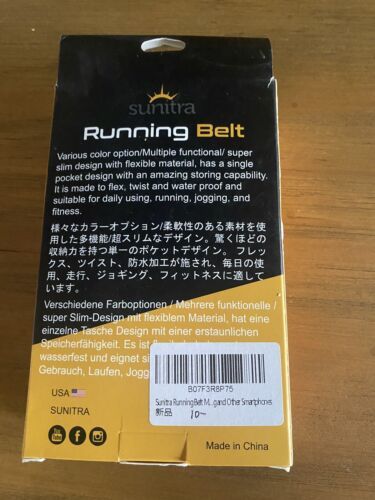 sunitra
Running Belt
Various color option/Multiple functional/ super
slim design with flexible material, has a single
pocket design with an amazing storing capability.
It is made to flex, twist and water proof and
suitable for daily using, running, jogging, and
fitness.
様々なカラーオプション/柔軟性のある素材を使
用した多機能/超スリムなデザイン。驚くほどの
収納力を持つ単一のポケットデザイン。 フレッ
クス、ツイスト、防水加工が施され、毎日の使
用、走行、ジョギング、フィットネスに適して
います。
Verschiedene Farboptionen / Mehrere funktionelle /
super Slim-Design mit flexiblem Material, hat eine
einzelne Tasche Design mit einer erstaunlichen
Speicherfähigkeit. Es ist
wasserfest und eignet s
Gebrauch, Laufen, Jogg
B07F3R8P75
Sunitra Running Belt M...g and Other Smartphones
新品
10~
USA
SUNITRA
You
Tube
f
Made in China